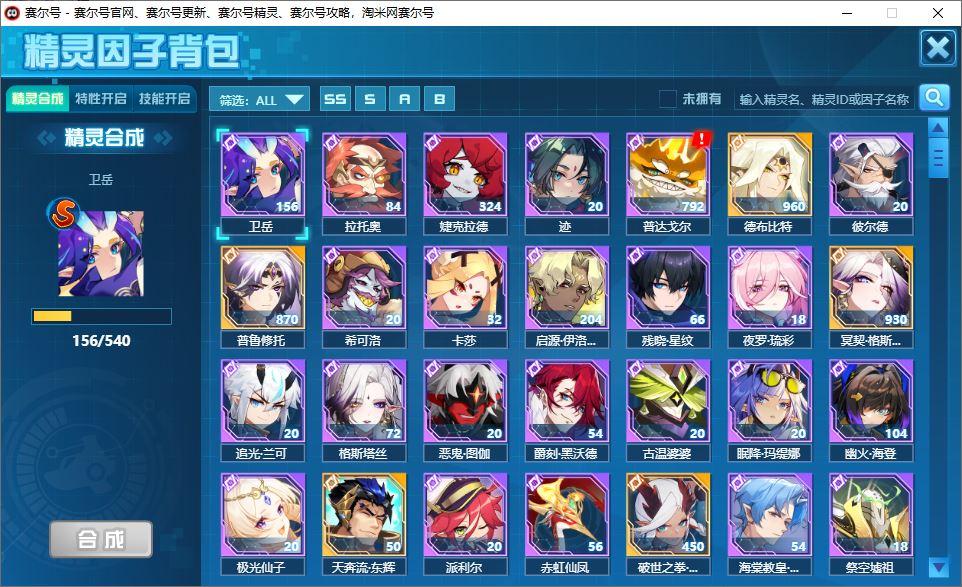 赛尔号 - 赛尔号官网、赛尔号更新、赛尔号精灵、赛尔号攻略，淘米网赛尔号
精灵因子背包
精灵合成 特性开启 技能开启 筛选：ALL SS S A B 未拥有 输入精灵名、精灵ID或因子名称
精灵合成
卫岳
S
156/540
合成
156 84 324 20 792 960 20
卫岳 拉托奥 婕克拉德 迹 普达戈尔 德布比特 彼尔德
870 20 32 204 66 18 930
普鲁修托 希可洛 卡莎 启源·伊洛... 残晓·星纹 夜罗·琉彩 冥契·格斯...
20 72 20 54 20 20 104
追光·兰可 格斯塔丝 恶鬼·图伽 爵刻·黑沃德 古温婆婆 眠降·玛缇娜 幽火·海登
20 50 20 56 450 54 18
极光仙子 天奔流·东辉 派利尔 赤虹仙凤 破世之拳·... 海棠教皇·... 祭空墟祖